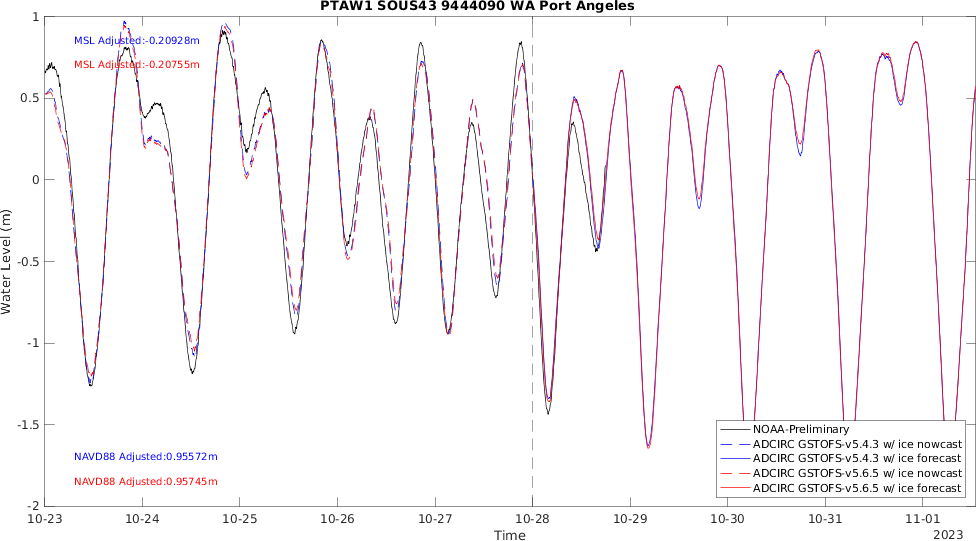 PTAW1 SOUS43 9444090 WA Port Angeles
1
0.5
0
-0.5
-1
-1.5
-2
Water Level (m)
MSL Adjusted:-0.20928m
MSL Adjusted:-0.20755m
NAVD88 Adjusted:0.95572m
NAVD88 Adjusted:0.95745m
NOAA-Preliminary
ADCIRC GSTOFS-v5.4.3 w/ ice nowcast
ADCIRC GSTOFS-v5.4.3 w/ ice forecast
ADCIRC GSTOFS-v5.6.5 w/ ice nowcast
ADCIRC GSTOFS-v5.6.5 w/ ice forecast
10-23 10-24 10-25 10-26 10-27 10-28 10-29 10-30 10-31 11-01
Time
2023